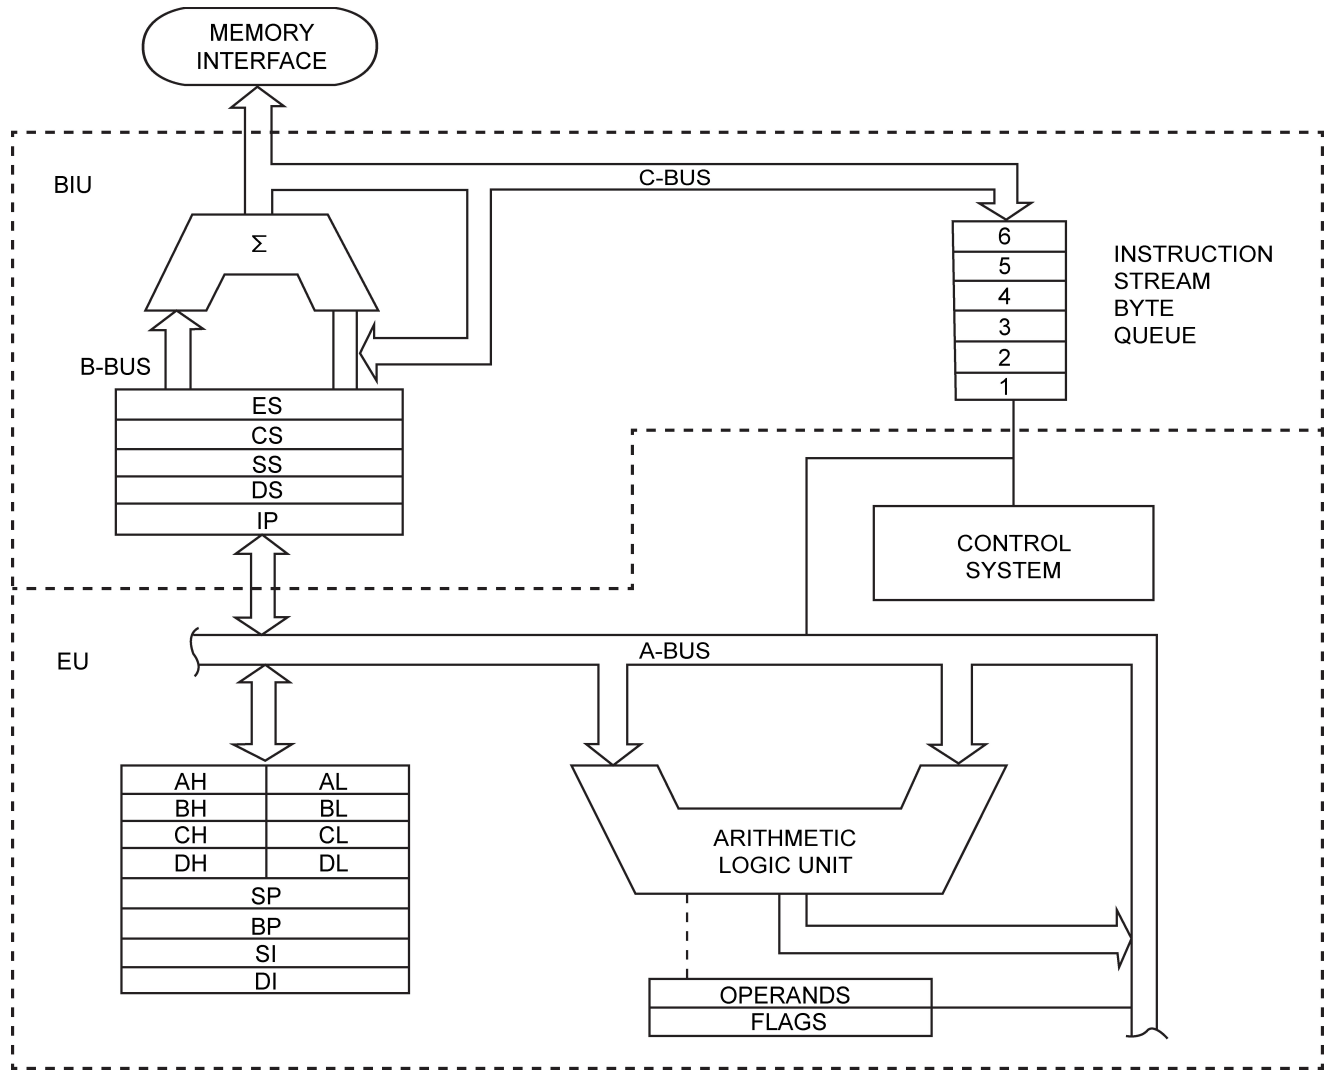 MEMORY
INTERFACE
BIU
C-BUS
Σ
6
5
4
3
2
1
INSTRUCTION
STREAM
BYTE
QUEUE
B-BUS
ES
CS
SS
DS
IP
CONTROL
SYSTEM
EU
A-BUS
AH AL
BH BL
CH CL
DH DL
SP
BP
SI
DI
ARITHMETIC
LOGIC UNIT
OPERANDS
FLAGS